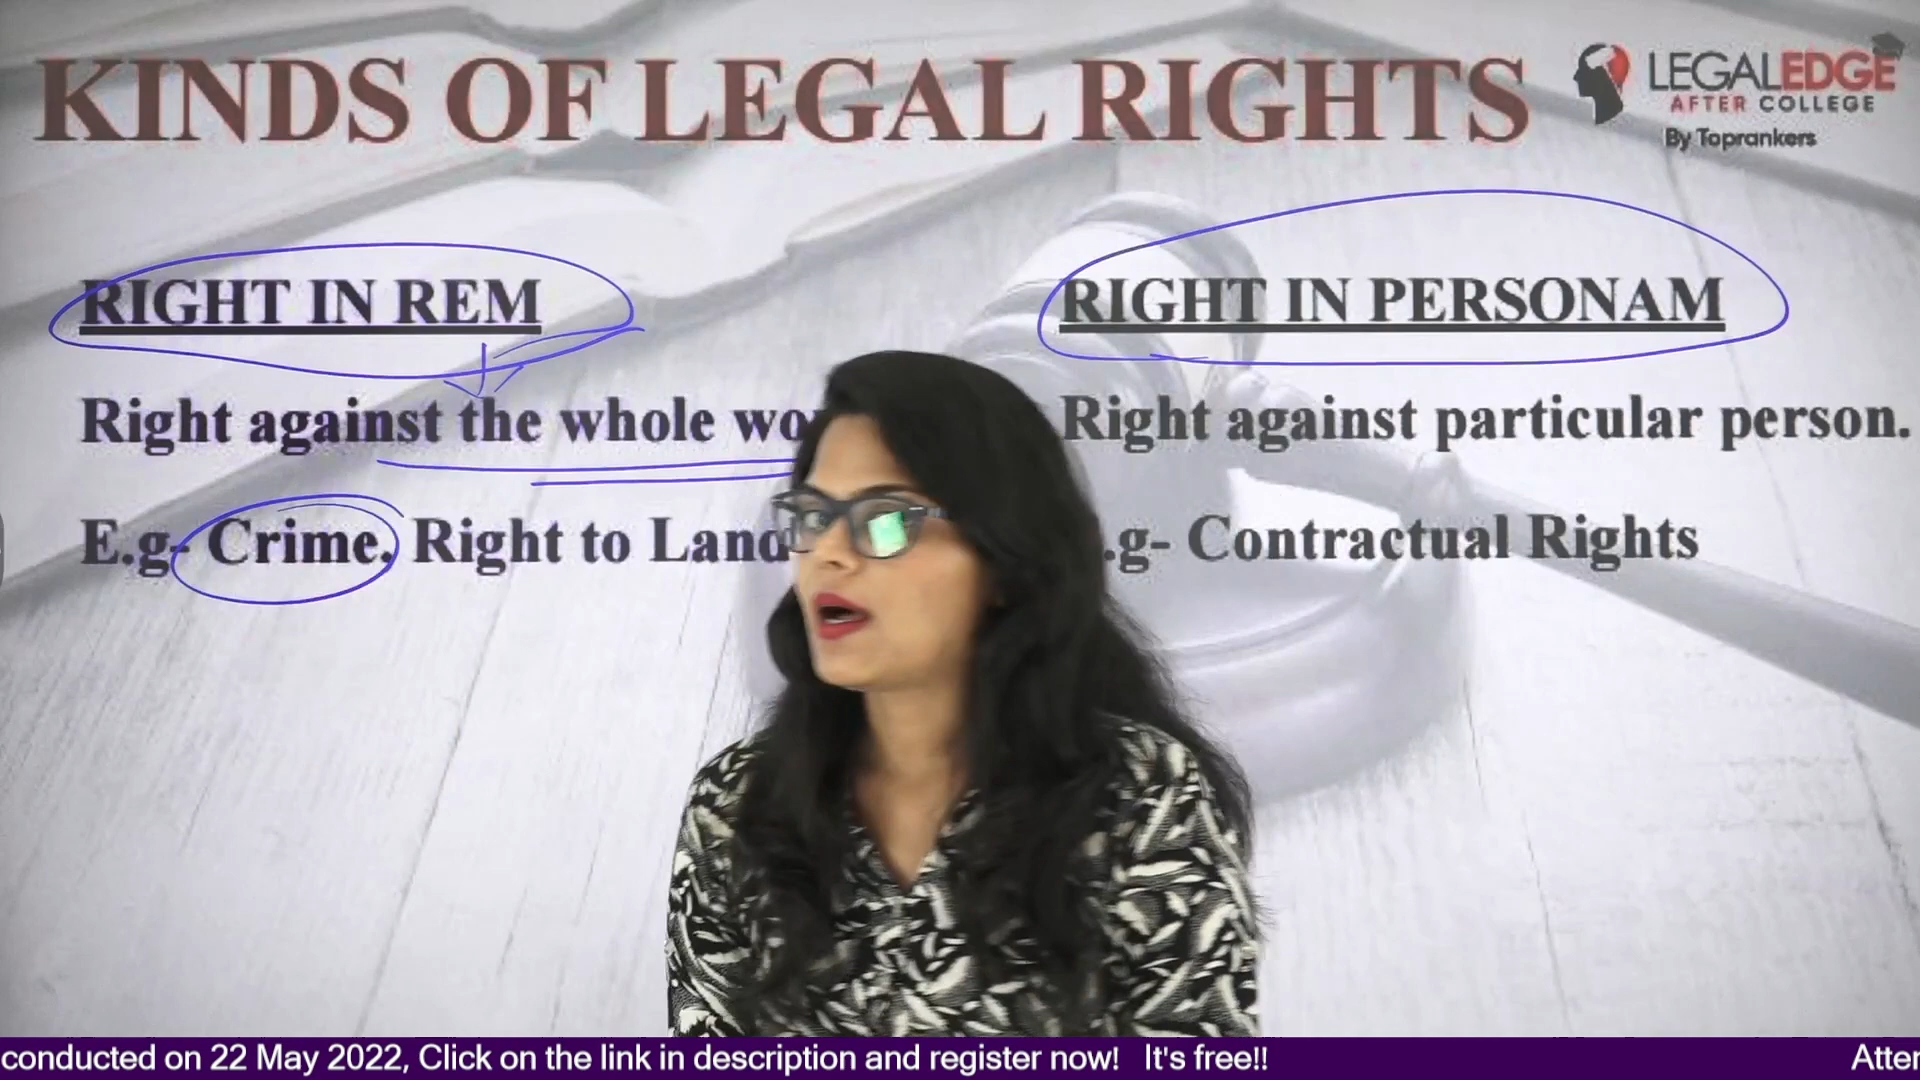 KINDS OF LEGAL RIGHTS
LEGALEDGE
AFTER COLLEGE
By Toprankers
RIGHT IN REM
Right against the whole
E.g- Crime. Right to Land
RIGHT IN PERSONAM
Right against particular person.
.g- Contractual Rights
conducted on 22 May 2022, Click on the link in description and register now! It's free!!